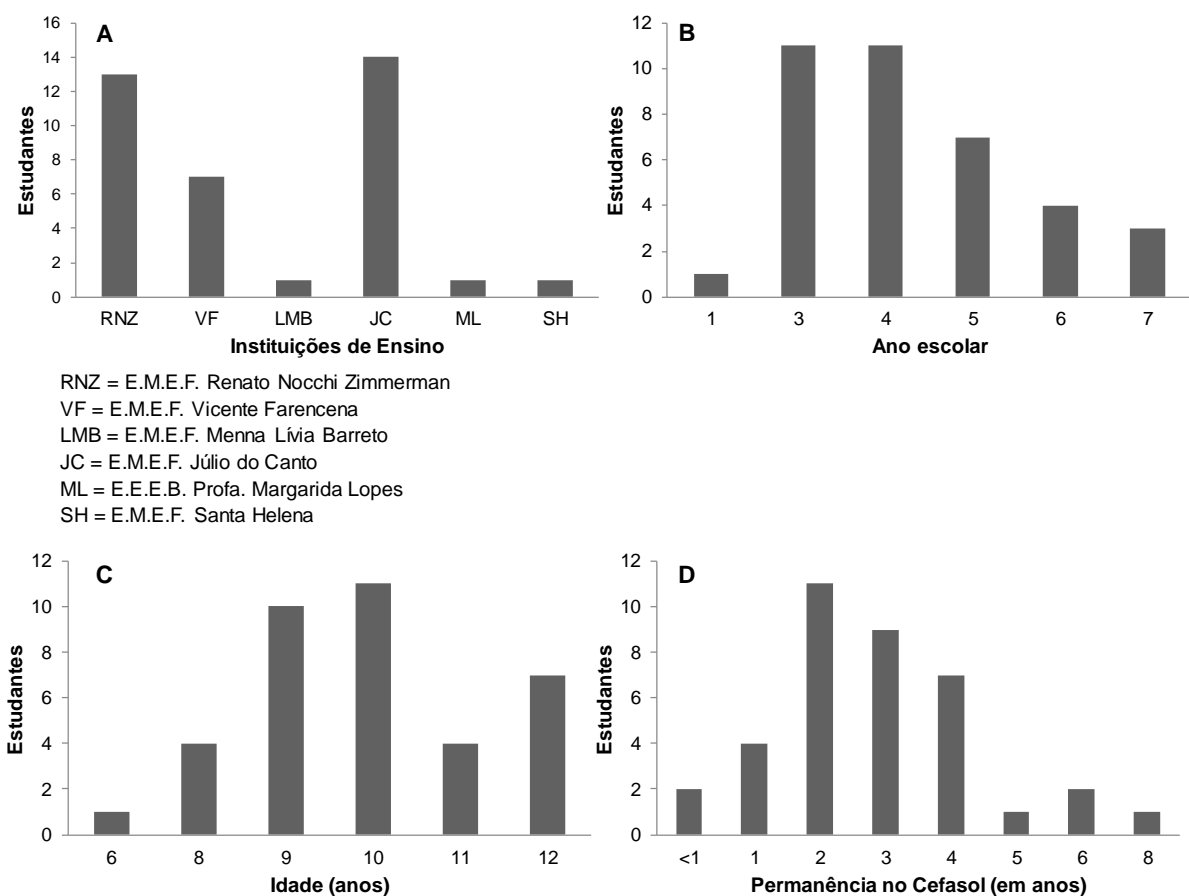 A
Estudantes
16
14
12
10
8
6
4
2
0
RNZ VF LMB JC ML SH
Instituições de Ensino
B
Estudantes
12
10
8
6
4
2
0
1 3 4 5 6 7
Ano escolar
RNZ = E.M.E.F. Renato Nocchi Zimmerman
VF = E.M.E.F. Vicente Farencena
LMB = E.M.E.F. Menna Lívia Barreto
JC = E.M.E.F. Júlio do Canto
ML = E.E.E.B. Profa. Margarida Lopes
SH = E.M.E.F. Santa Helena
C
Estudantes
12
10
8
6
4
2
0
6 8 9 10 11 12
Idade (anos)
D
Estudantes
12
10
8
6
4
2
0
<1 1 2 3 4 5 6 8
Permanência no Cefasol (em anos)